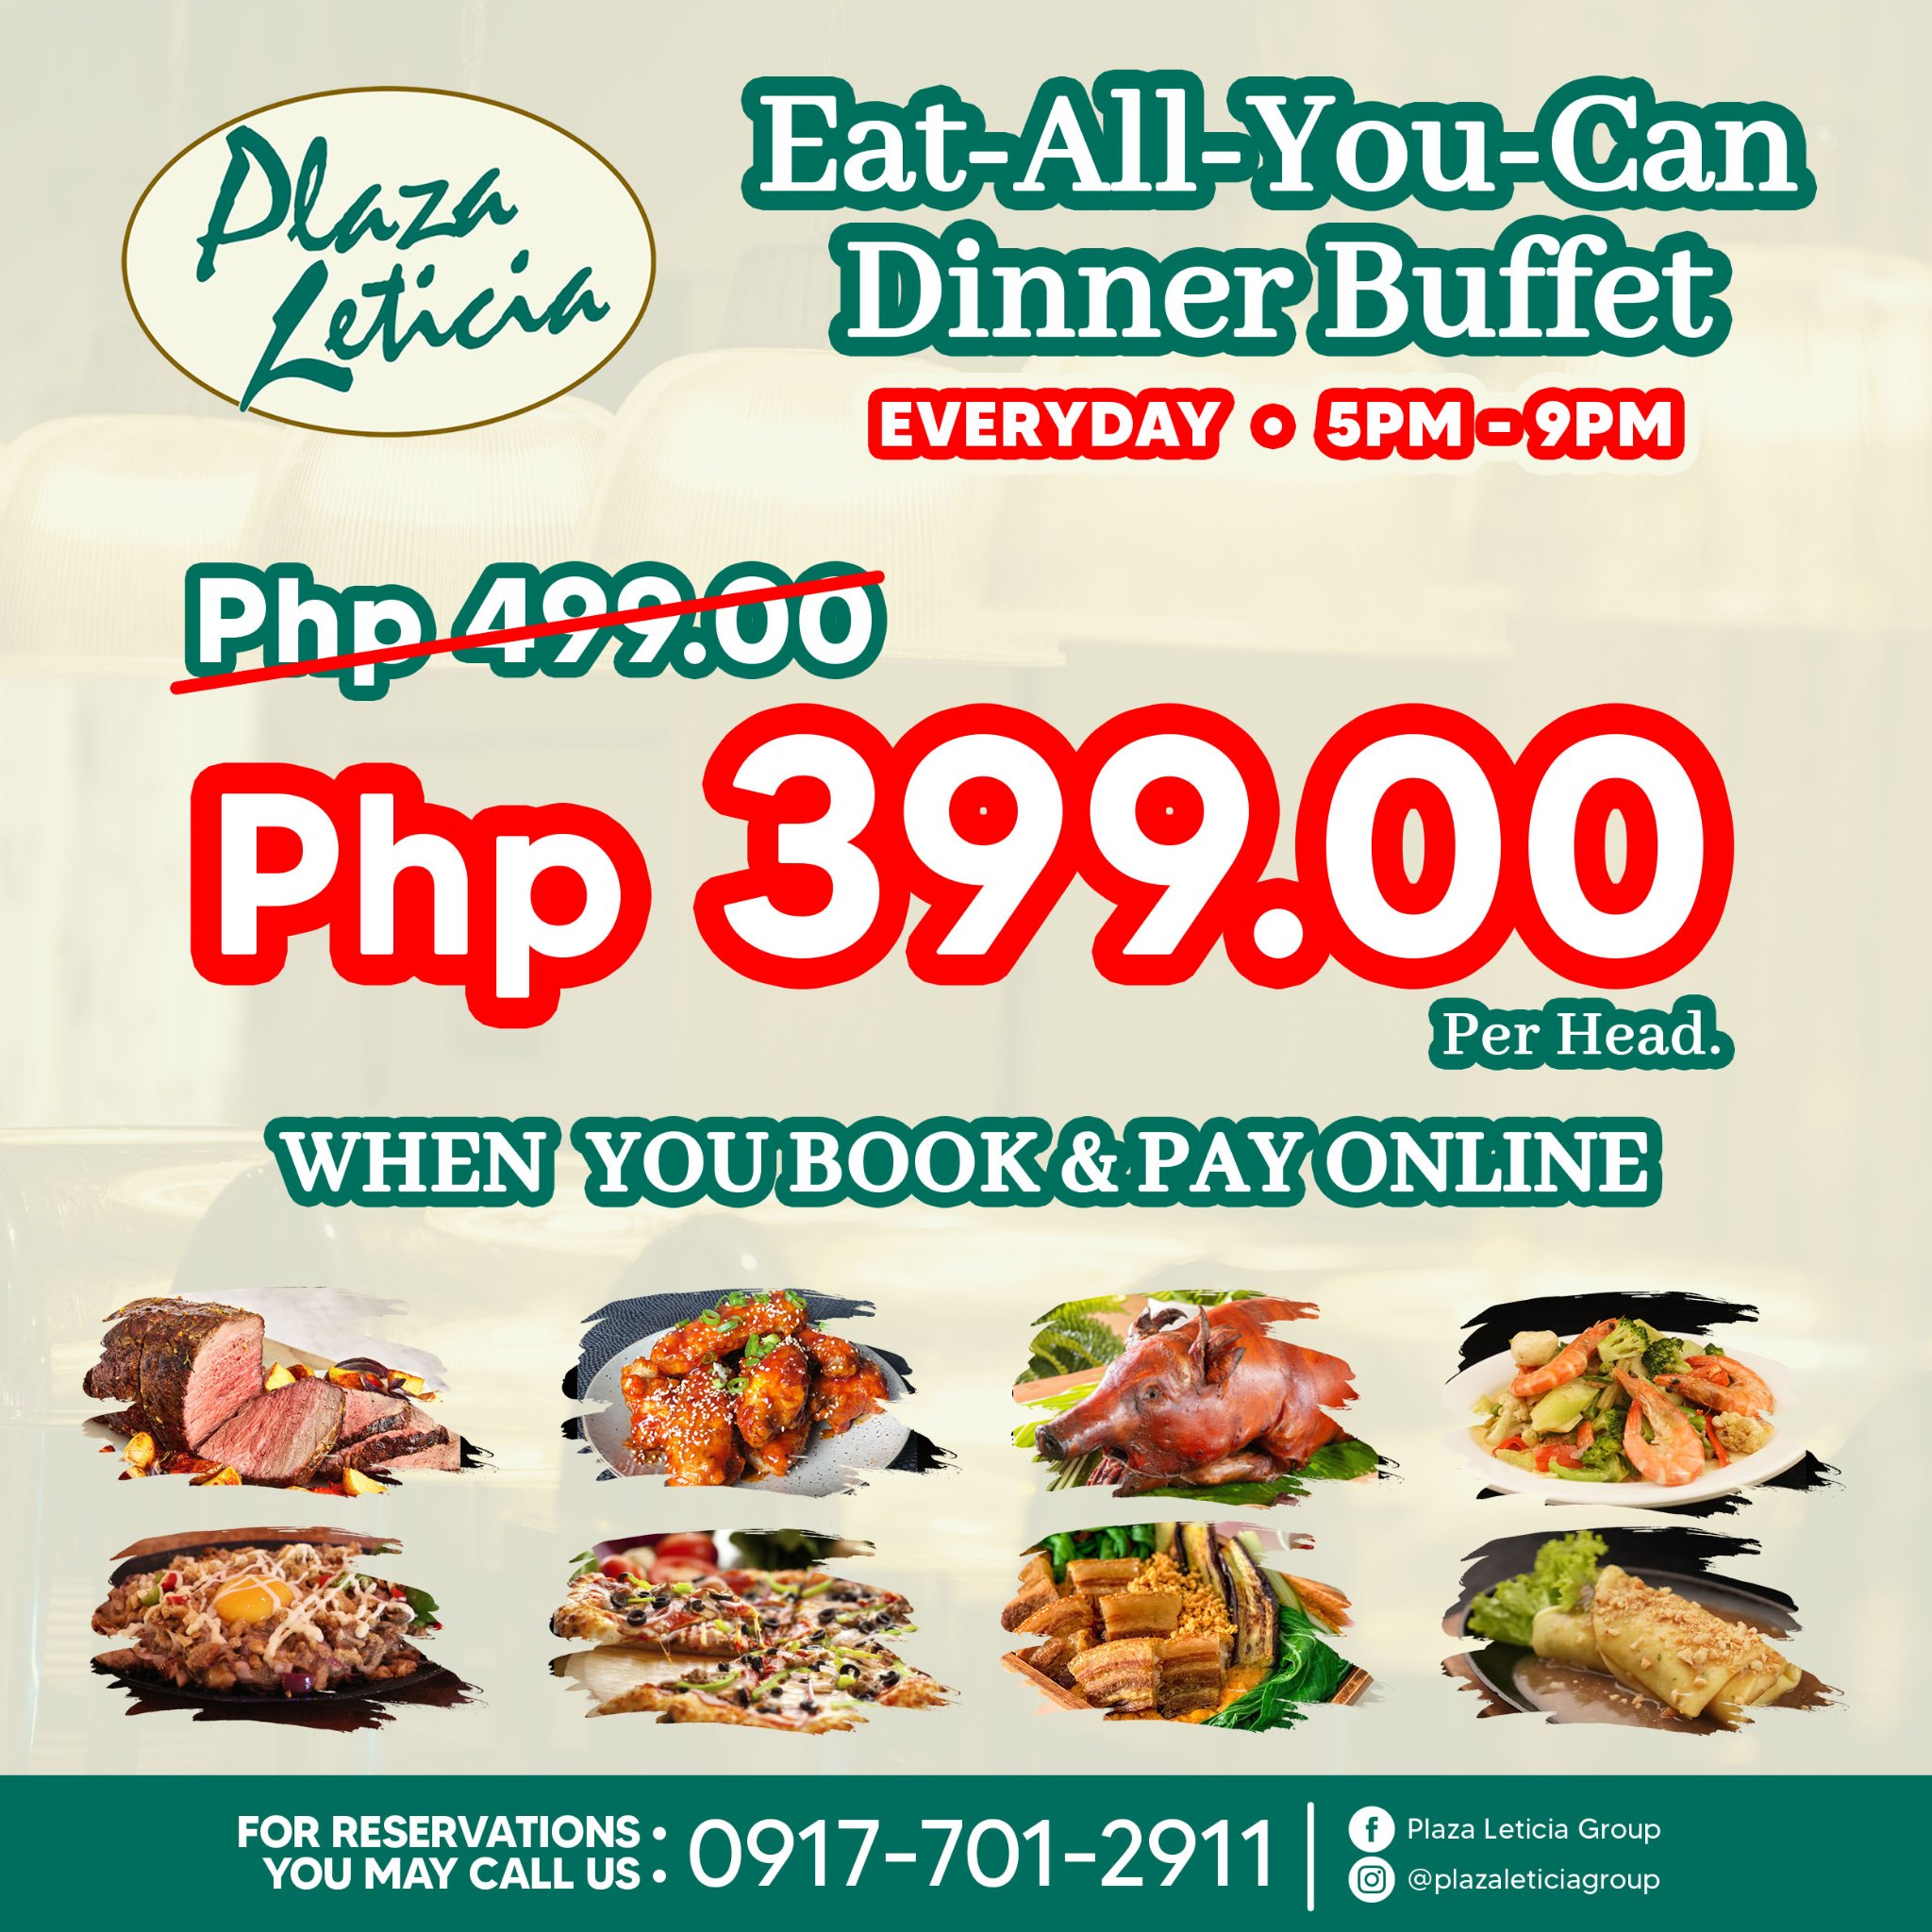 Plaza
Leticia
Eat-All-You-Can
Dinner Buffet
EVERYDAY • 5PM - 9PM
Php 499.00
Php 399.00
Per Head.
WHEN YOU BOOK & PAY ONLINE
FOR RESERVATIONS
YOU MAY CALL US : 0917-701-2911
Plaza Leticia Group
@plazaleticiagroup